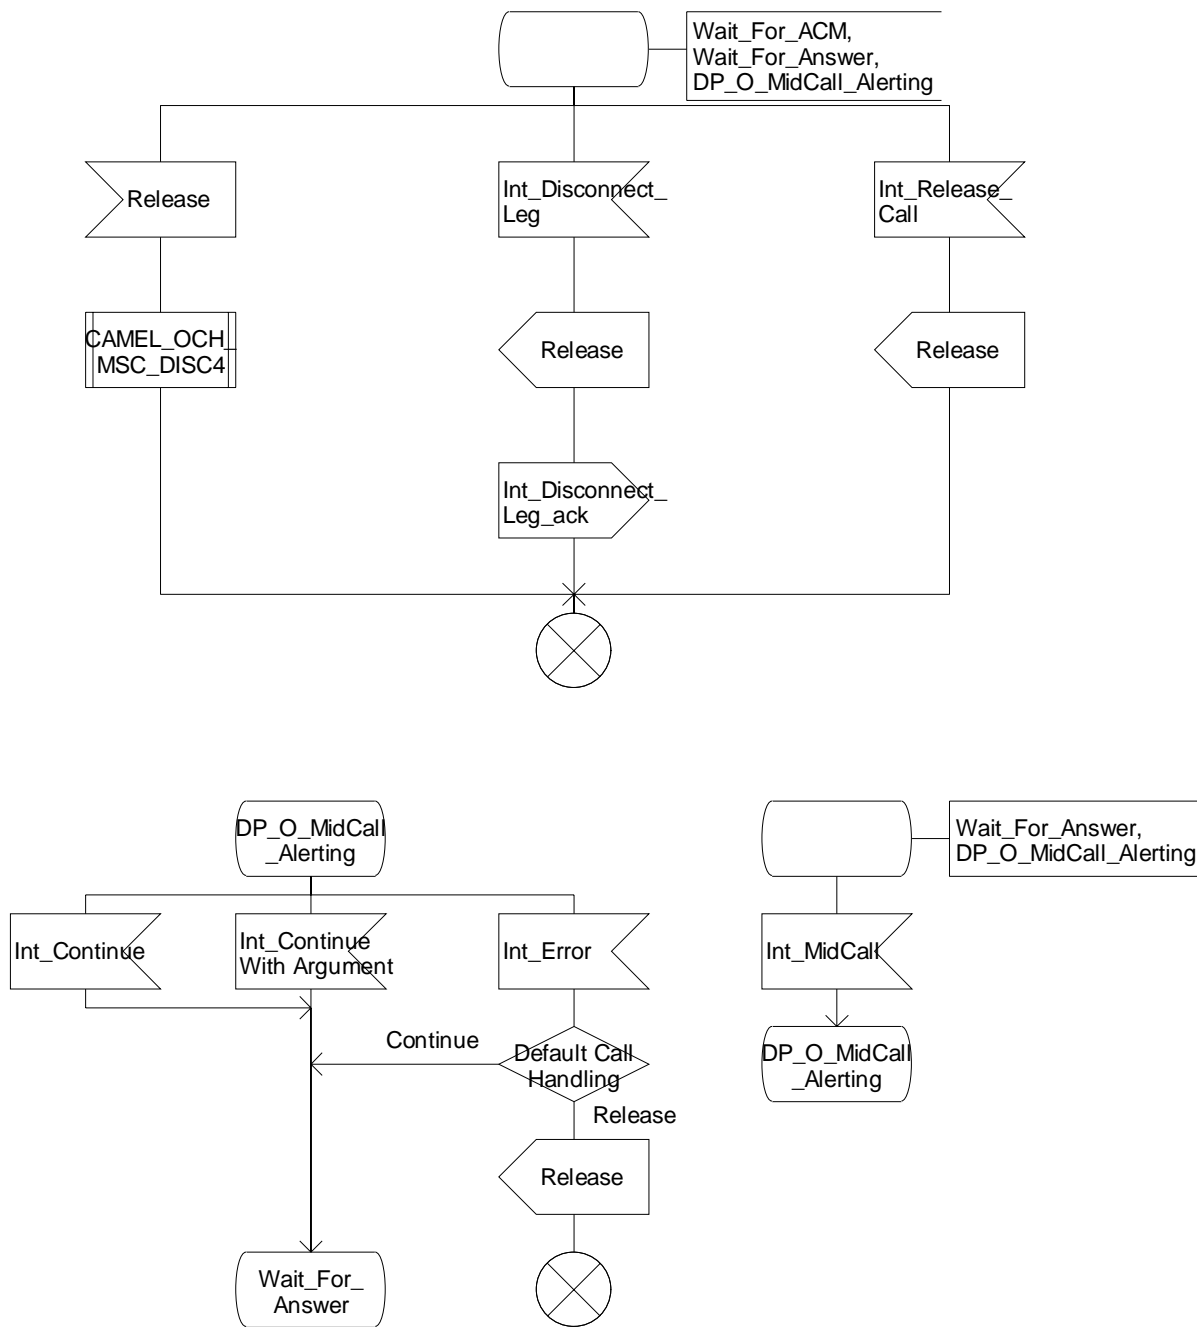 Wait_For_ACM,
Wait_For_Answer,
DP_O_MidCall_Alerting
Release
Int_Disconnect_
Leg
Int_Release_
Call
CAMEL_OCH_
MSC_DISC4
Release
Release
Int_Disconnect_
Leg_ack
DP_O_MidCall
_Alerting
Wait_For_Answer,
DP_O_MidCall_Alerting
Int_Continue
Int_Continue
With Argument
Int_Error
Int_MidCall
Continue
Default Call
Handling
DP_O_MidCall
_Alerting
Release
Release
Wait_For_
Answer